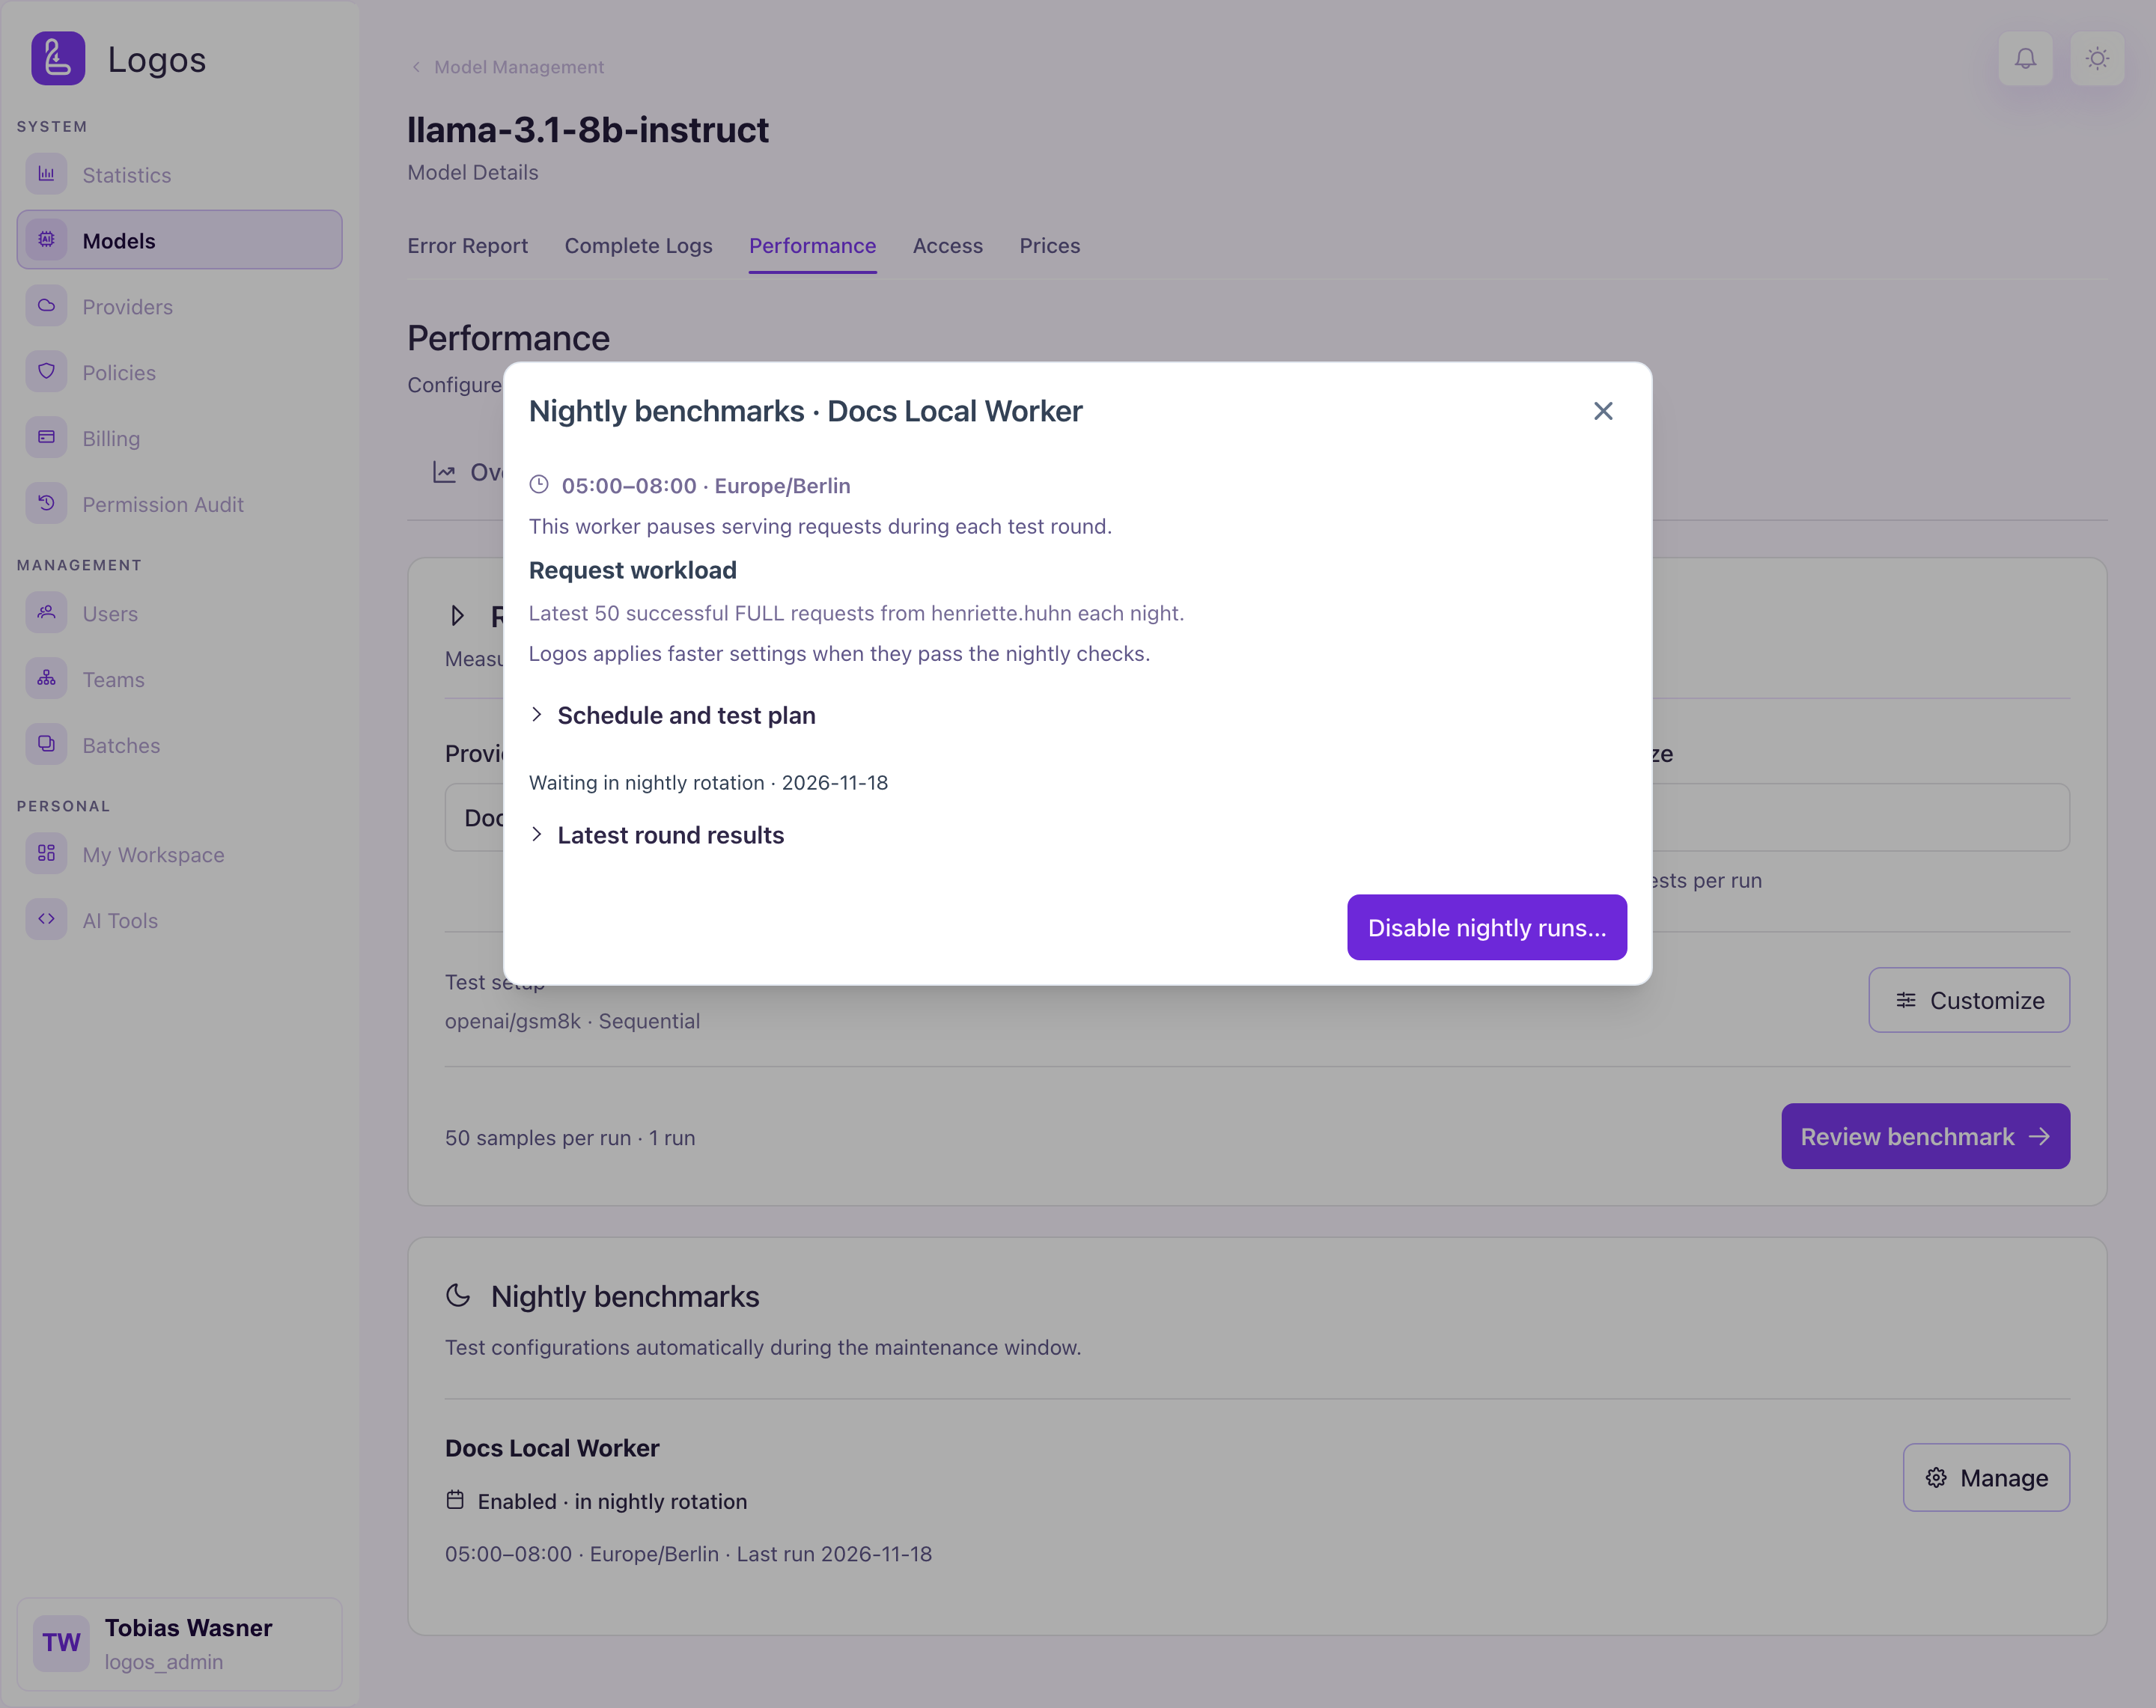 Logos
SYSTEM
Statistics
Models
Providers
Policies
Billing
Permission Audit
MANAGEMENT
Users
Teams
Batches
PERSONAL
My Workspace
AI Tools
TW
Tobias Wasner
logos_admin
Model Management
llama-3.1-8b-instruct
Model Details
Error Report Complete Logs Performance Access Prices
Performance
Configure
Nightly benchmarks · Docs Local Worker
05:00–08:00 · Europe/Berlin
This worker pauses serving requests during each test round.
Request workload
Latest 50 successful FULL requests from henriette.huhn each night.
Logos applies faster settings when they pass the nightly checks.
Schedule and test plan
Waiting in nightly rotation · 2026-11-18
Latest round results
Disable nightly runs...
per run
Test setup
openai/gsm8k · Sequential
Customize
50 samples per run · 1 run
Review benchmark
Nightly benchmarks
Test configurations automatically during the maintenance window.
Docs Local Worker
Enabled · in nightly rotation
Manage
05:00–08:00 · Europe/Berlin · Last run 2026-11-18